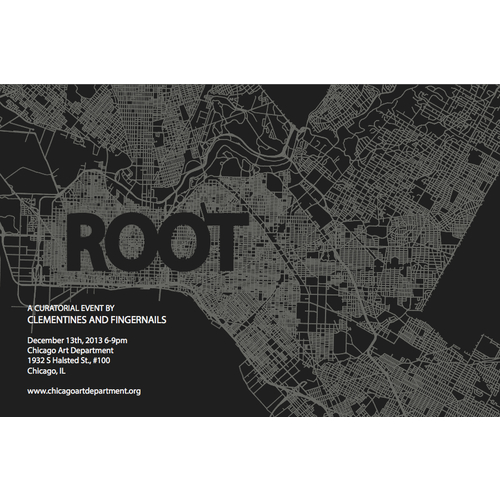 ROOT
A CURATORIAL EVENT BY
CLEMENTINES AND FINGERNAILS
December 13th, 2013 6-9pm
Chicago Art Department
1932 S Halsted St., #100
Chicago, IL
www.chicagoartdepartment.org